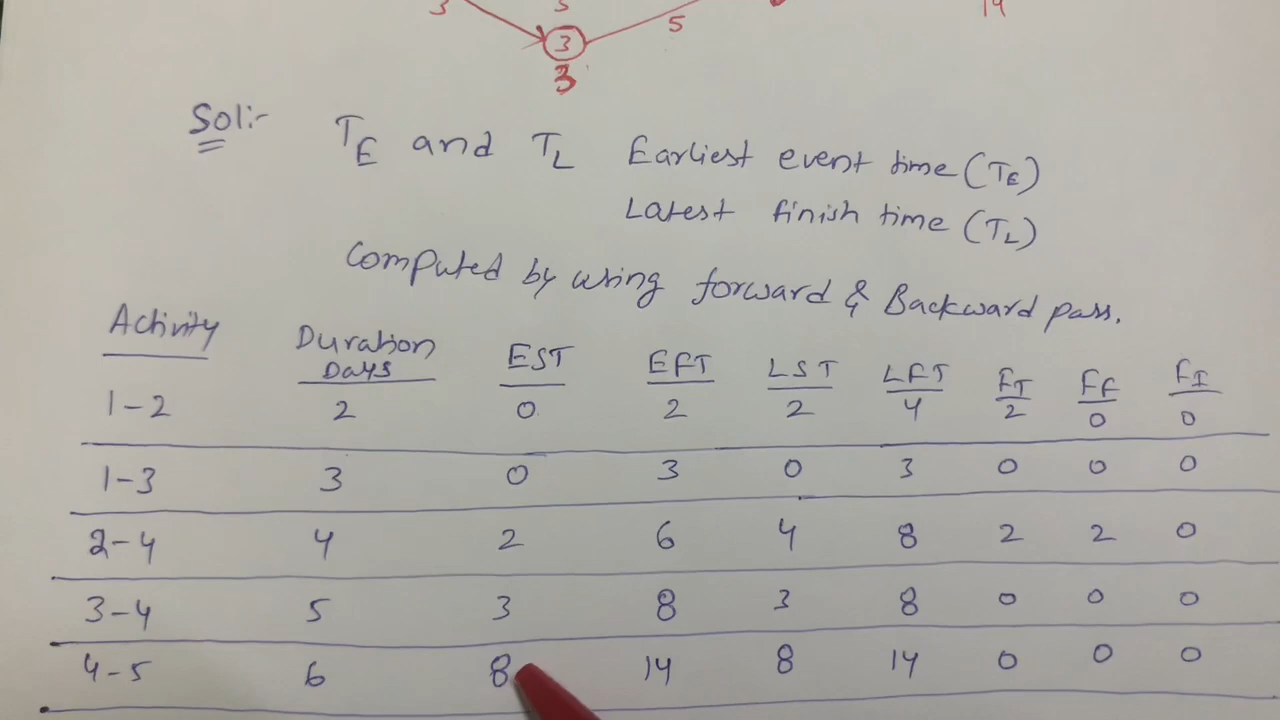 3 3 5 14
3
3
Sol:-
TE and TL Earliest event time (TE)
Latest finish time (TL)
Computed by using forward & Backward pass.
Activity Duration Days EST EFT LST LFT FT FF FI
1-2 2 0 2 2 4 2 0 0
1-3 3 0 3 0 3 0 0 0
2-4 4 2 6 4 8 2 2 0
3-4 5 3 8 3 8 0 0 0
4-5 6 8 14 8 14 0 0 0